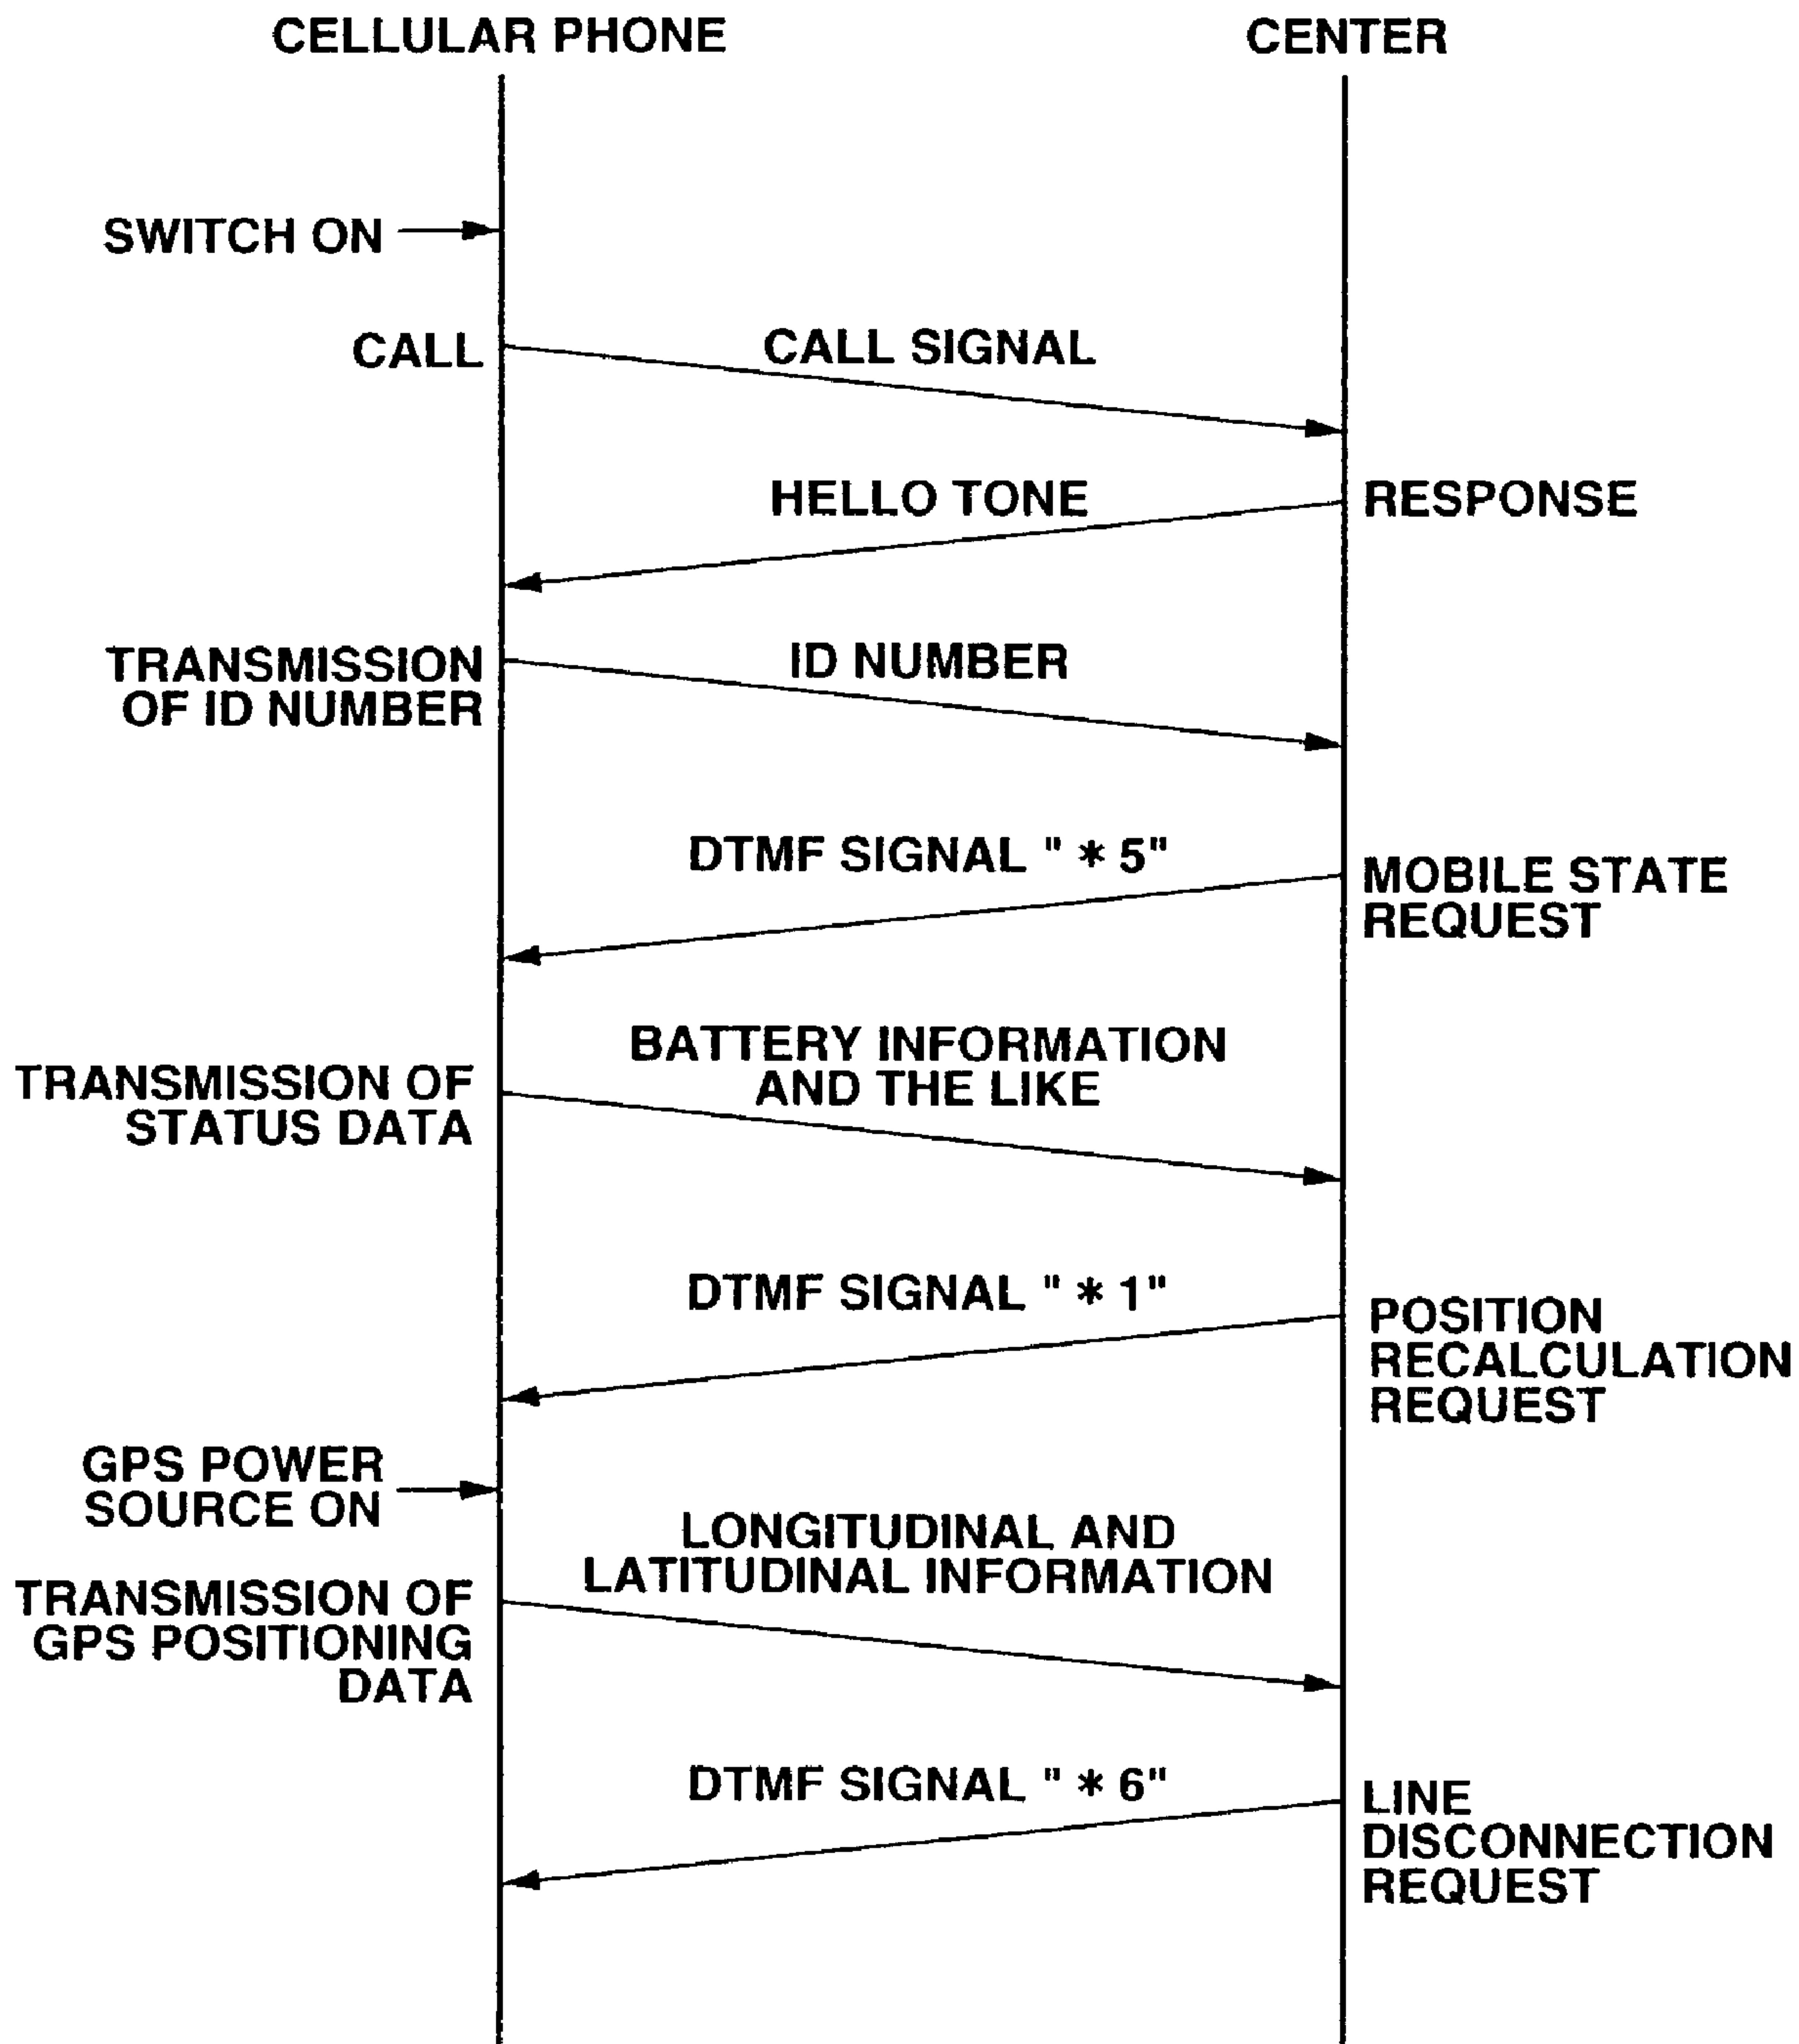 CELLULAR PHONE
CENTER
SWITCH ON
CALL
CALL SIGNAL
HELLO TONE
RESPONSE
TRANSMISSION
OF ID NUMBER
ID NUMBER
DTMF SIGNAL " * 5"
MOBILE STATE
REQUEST
BATTERY INFORMATION
AND THE LIKE
TRANSMISSION OF
STATUS DATA
DTMF SIGNAL " * 1"
POSITION
RECALCULATION
REQUEST
GPS POWER
SOURCE ON
LONGITUDINAL AND
LATITUDINAL INFORMATION
TRANSMISSION OF
GPS POSITIONING
DATA
DTMF SIGNAL " * 6"
LINE
DISCONNECTION
REQUEST